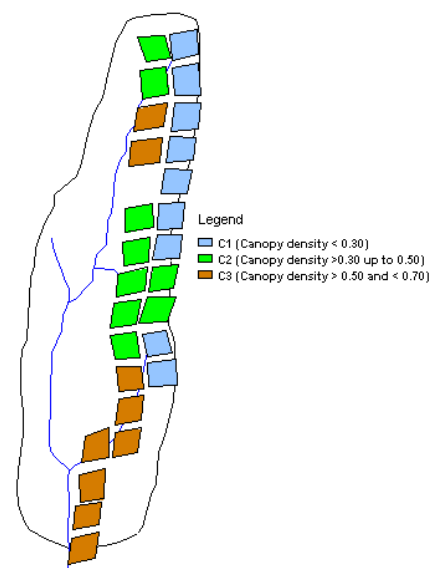 Legend
C1 (Canopy density < 0.30)
C2 (Canopy density >0.30 up to 0.50)
C3 (Canopy density > 0.50 and < 0.70)